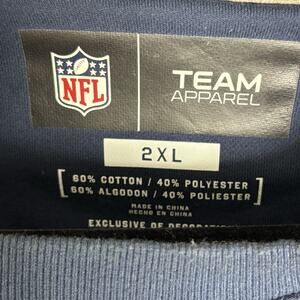 NFL
TEAM
APPAREL
2XL
60% COTTON / 40% POLYESTER
60% ALGODON / 40% POLIESTER
MADE IN CHINA
HECHO EN CHINA
EXCLUSIVE OF DECORATION